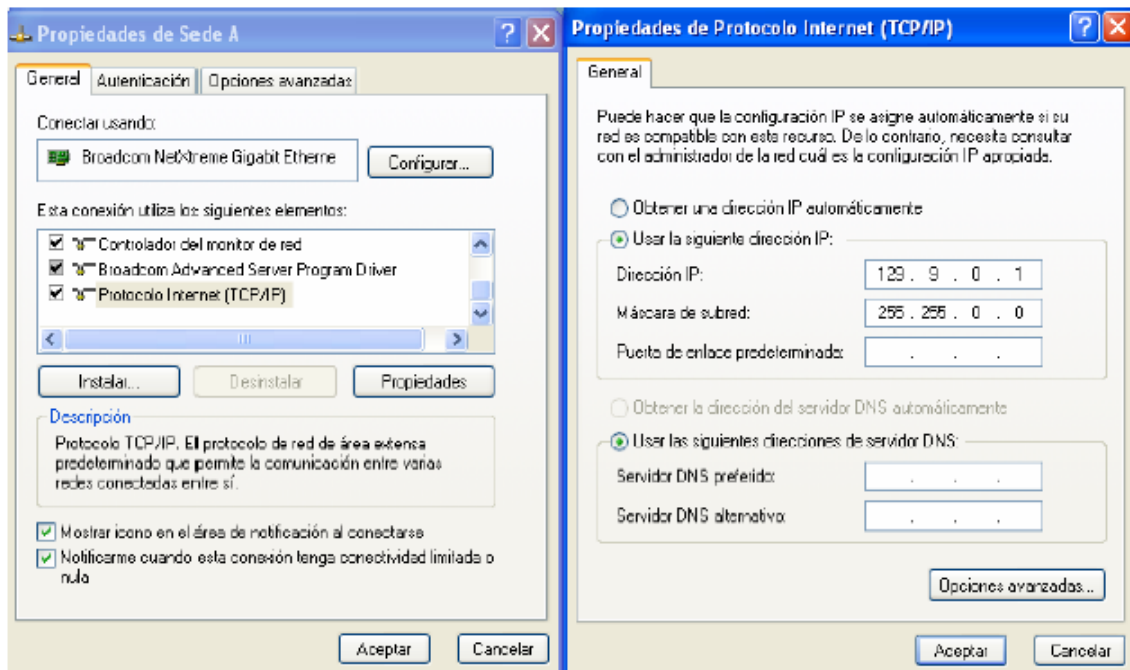 Propiedades de Sede A
General Autenticación Opciones avanzadas
Conectar usando:
Broadcom NetXtreme Gigabit Etherne
Configurar...
Esta conexión utiliza los siguientes elementos:
Controlador del monitor de red
Broadcom Advanced Server Program Driver
Protocolo Internet (TCP/IP)
Instalar... Desinstalar Propiedades
Descripción
Protocolo TCP/IP. El protocolo de red de área extensa
predeterminado que permite la comunicación entre varias
redes conectadas entre sí.
Mostrar icono en el área de notificación al conectarse
Notificarme cuando esta conexión tenga conectividad limitada o
nula
Aceptar Cancelar
Propiedades de Protocolo Internet (TCP/IP)
General
Puede hacer que la configuración IP se asigne automáticamente si su
red es compatible con este recurso. De lo contrario, necesita consultar
con el administrador de la red cuál es la configuración IP apropiada.
Obtener una dirección IP automáticamente
Usar la siguiente dirección IP:
Dirección IP: 129 . 9 . 0 . 1
Máscara de subred: 255 . 255 . 0 . 0
Puerta de enlace predeterminada: . . .
Obtener la dirección del servidor DNS automáticamente
Usar las siguientes direcciones de servidor DNS:
Servidor DNS preferido: . . .
Servidor DNS alternativo: . . .
Opciones avanzadas...
Aceptar Cancelar